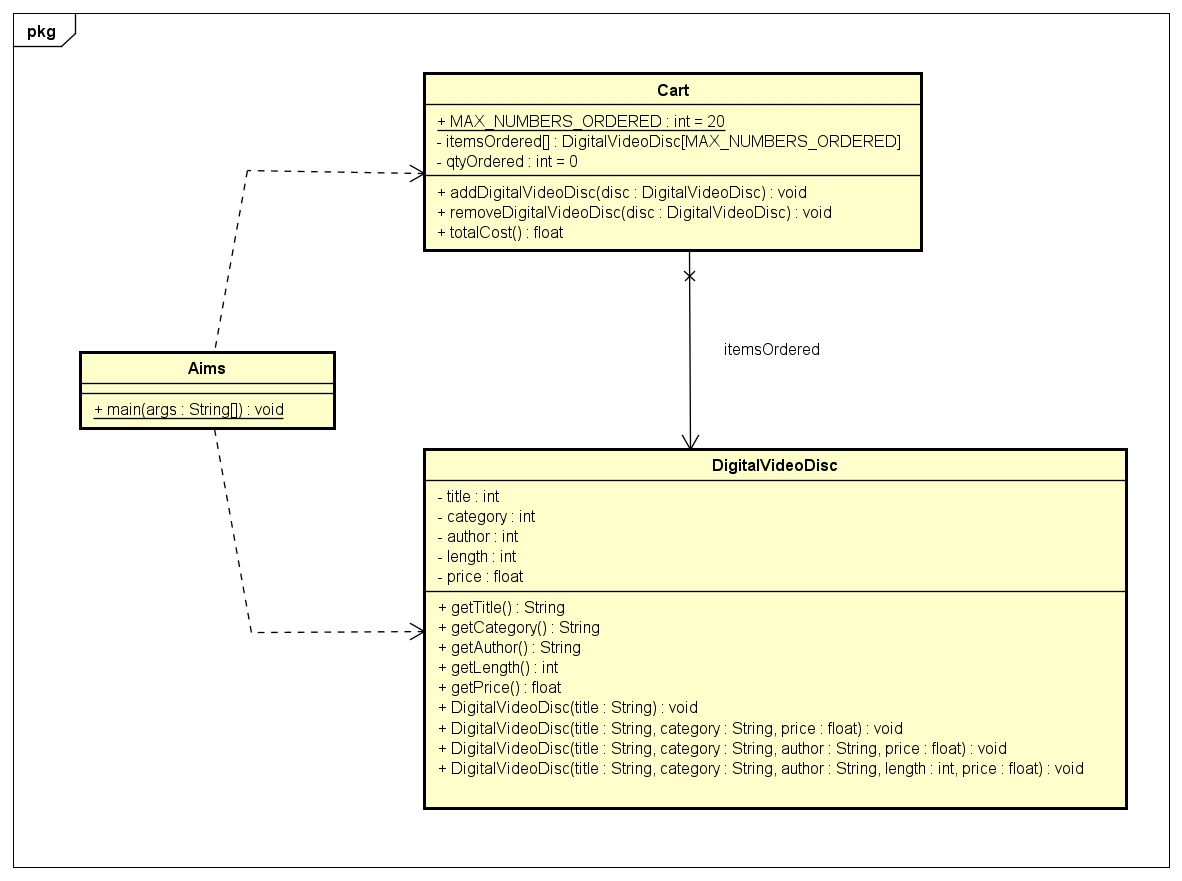 pkg
Cart
+ MAX_NUMBERS_ORDERED : int = 20
- itemsOrdered[] : DigitalVideoDisc[MAX_NUMBERS_ORDERED]
- qtyOrdered : int = 0
+ addDigitalVideoDisc(disc : DigitalVideoDisc) : void
+ removeDigitalVideoDisc(disc : DigitalVideoDisc) : void
+ totalCost() : float
itemsOrdered
Aims
+ main(args : String[]) : void
DigitalVideoDisc
- title : int
- category : int
- author : int
- length : int
- price : float
+ getTitle() : String
+ getCategory() : String
+ getAuthor() : String
+ getLength() : int
+ getPrice() : float
+ DigitalVideoDisc(title : String) : void
+ DigitalVideoDisc(title : String, category : String, price : float) : void
+ DigitalVideoDisc(title : String, category : String, author : String, price : float) : void
+ DigitalVideoDisc(title : String, category : String, author : String, length : int, price : float) : void